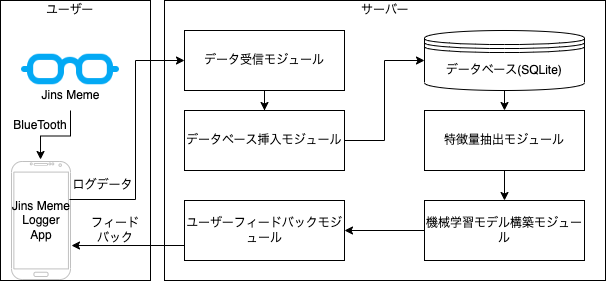 ユーザー
サーバー
Jins Meme
BlueTooth
Jins Meme
Logger
App
ログデータ
フィード
バック
データ受信モジュール
データベース挿入モジュール
データベース(SQLite)
特徴量抽出モジュール
機械学習モデル構築モジュー
ル
ユーザーフィードバックモジ
ュール